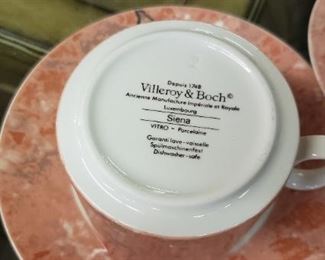 Depuis 1748
Villeroy & Boch©
Ancienne Manufacture Impériale et Royale
Luxembourg
Siena
VITRO - Porcelaine
Garanti lave-vaisselle
Spülmaschinenfest
Dishwasher-safe